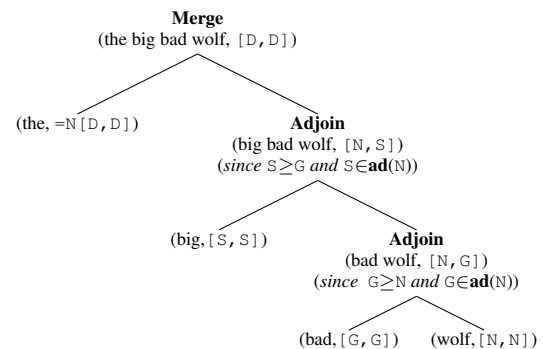 Merge
(the big bad wolf, [D,D])
(the, =N[D,D])
Adjoin
(big bad wolf, [N,S])
(since S≥G and S∈ad(N))
(big,[S,S])
Adjoin
(bad wolf, [N,G])
(since G≥N and G∈ad(N))
(bad,[G,G]) (wolf,[N,N])